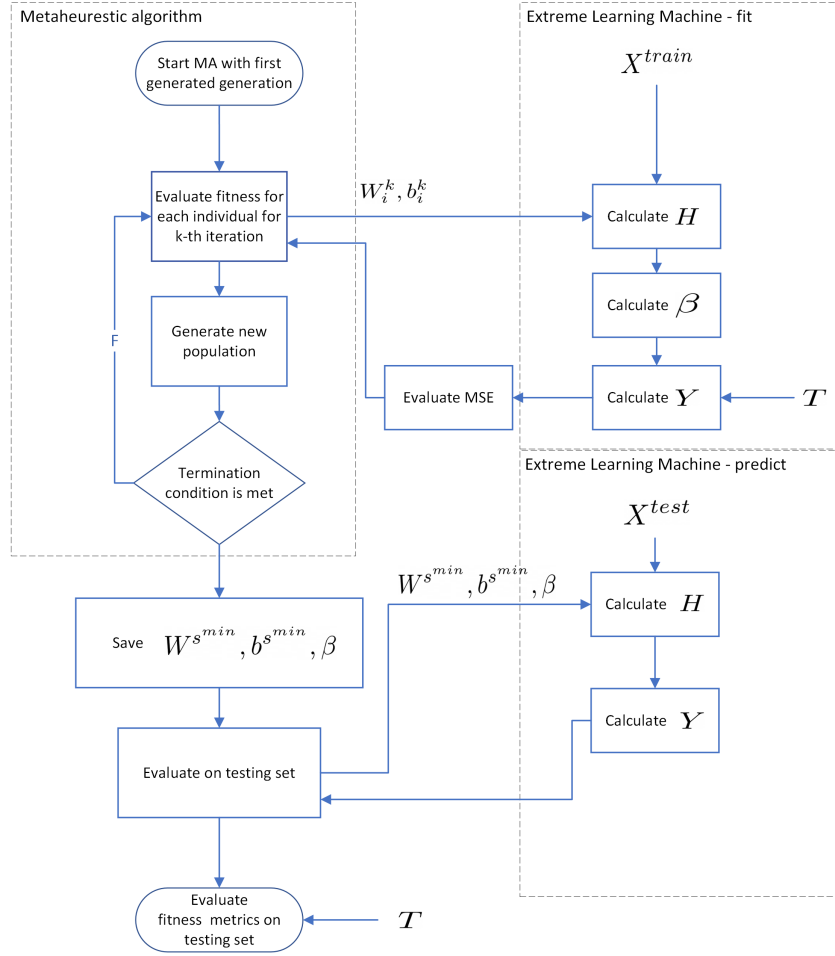 Metaheurestic algorithm
Start MA with first
generated generation
Evaluate fitness for
each individual for
k-th iteration
Generate new
population
F
Termination
condition is met
W_i^k, b_i^k
Extreme Learning Machine - fit
X^{train}
Calculate H
Calculate β
Calculate Y
T
Evaluate MSE
Extreme Learning Machine - predict
X^{test}
W^{s^{min}}, b^{s^{min}}, β
Calculate H
Calculate Y
Save W^{s^{min}}, b^{s^{min}}, β
Evaluate on testing set
Evaluate
fitness metrics on
testing set
T